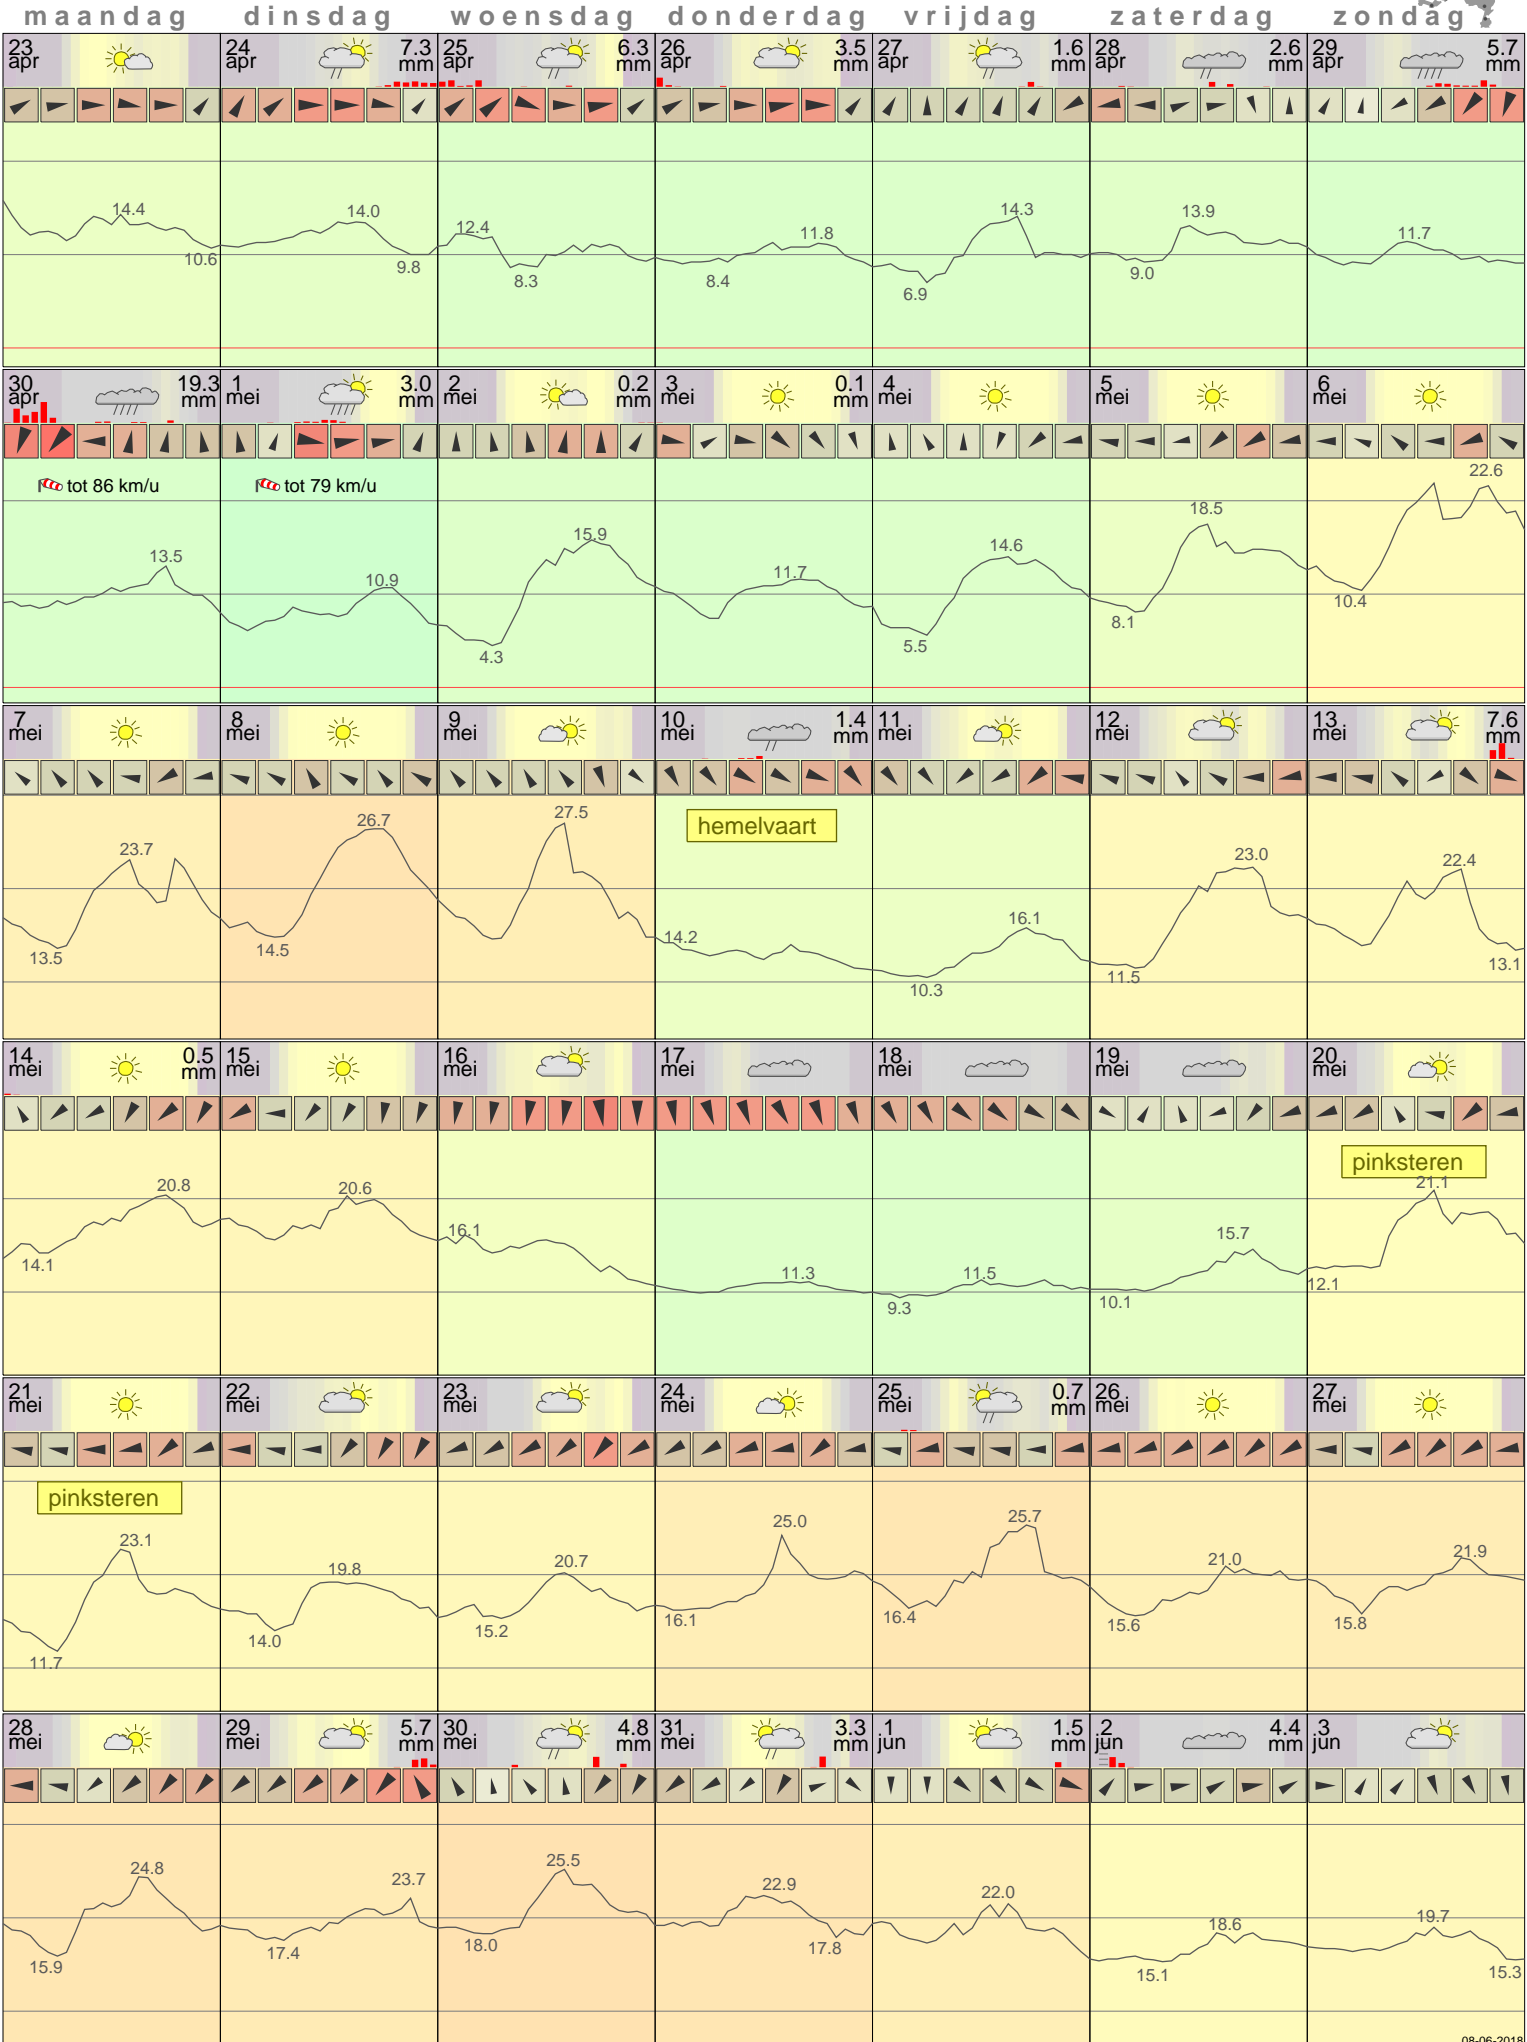 maandag dinsdag woensdag donderdag vrijdag zaterdag zondag
23 apr
24 apr 7.3 mm
25 apr 6.3 mm
26 apr 3.5 mm
27 apr 1.6 mm
28 apr 2.6 mm
29 apr 5.7 mm
14.4 10.6 14.0 9.8 12.4 8.3 8.4 11.8 6.9 14.3 9.0 13.9 11.7
30 apr 19.3 mm
1 mei 3.0 mm
2 mei 0.2 mm
3 mei 0.1 mm
4 mei
5 mei
6 mei
tot 86 km/u tot 79 km/u
13.5 10.9 4.3 15.9 11.7 5.5 14.6 8.1 18.5 10.4 22.6
7 mei
8 mei
9 mei
10 mei 1.4 mm
11 mei
12 mei
13 mei 7.6 mm
hemelvaart
13.5 23.7 14.5 26.7 27.5 14.2 10.3 16.1 11.5 23.0 22.4 13.1
14 mei 0.5 mm
15 mei
16 mei
17 mei
18 mei
19 mei
20 mei
pinksteren
14.1 20.8 20.6 16.1 11.3 9.3 11.5 10.1 15.7 12.1 21.1
21 mei
22 mei
23 mei
24 mei
25 mei 0.7 mm
26 mei
27 mei
pinksteren
11.7 23.1 14.0 19.8 15.2 20.7 16.1 25.0 16.4 25.7 15.6 21.0 15.8 21.9
28 mei
29 mei 5.7 mm
30 mei 4.8 mm
31 mei 3.3 mm
1 jun 1.5 mm
2 jun 4.4 mm
3 jun
15.9 24.8 17.4 23.7 18.0 25.5 22.9 17.8 22.0 15.1 18.6 19.7 15.3
08-06-2018